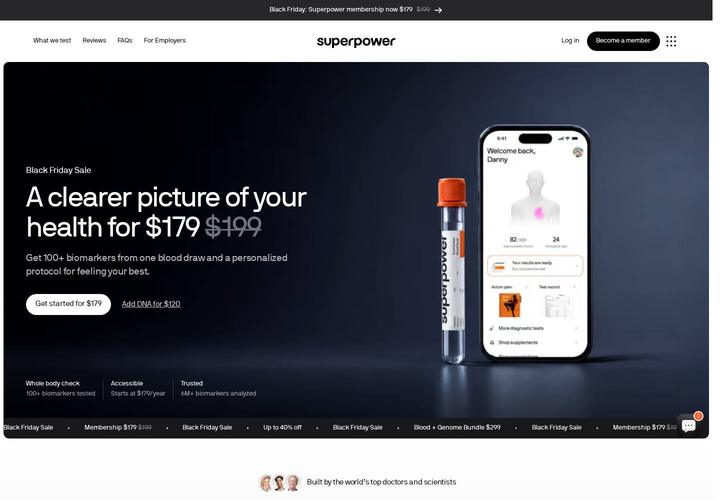 Black Friday: Superpower membership now $179 $199
What we test Reviews FAQs For Employers
superpower
Log in Become a member
Black Friday Sale
A clearer picture of your
health for $179 $199
Get 100+ biomarkers from one blood draw and a personalized
protocol for feeling your best.
Get started for $179 Add DNA for $120
superpower
9:41
Welcome back,
Danny
82/100 24
Your results are ready
Action plan Test record
More diagnostic tests
Shop supplements
Whole body check
100+ biomarkers tested
Accessible
Starts at $179/year
Trusted
6M+ biomarkers analyzed
Black Friday Sale • Membership $179 $199 • Black Friday Sale • Up to 40% off • Black Friday Sale • Blood + Genome Bundle $299 • Black Friday Sale • Membership $179
Built by the world's top doctors and scientists